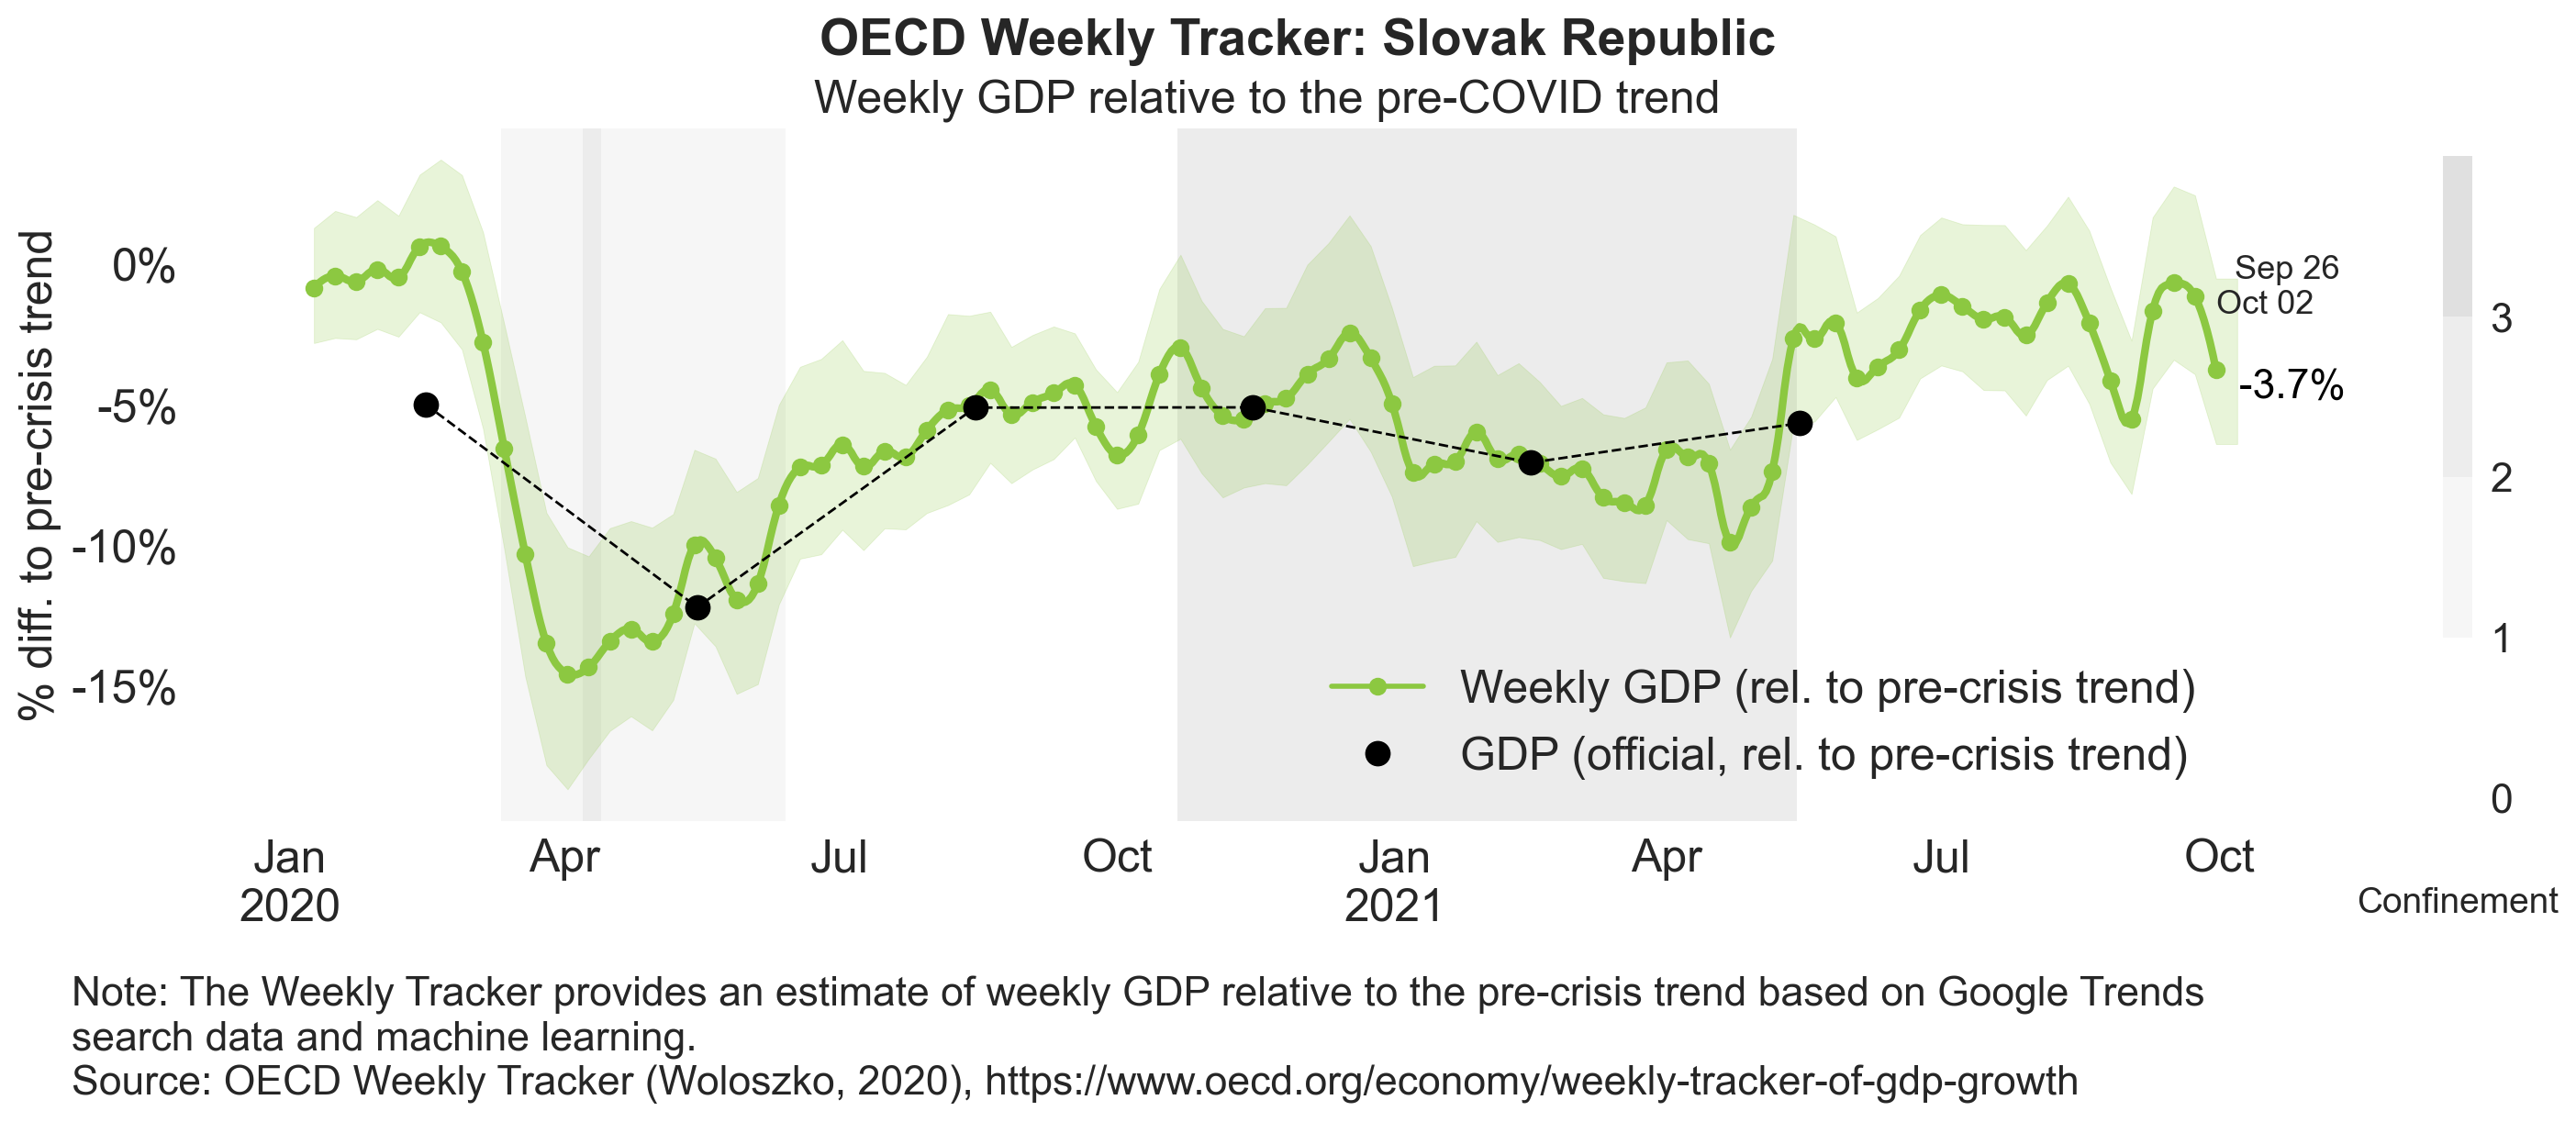 OECD Weekly Tracker: Slovak Republic
Weekly GDP relative to the pre-COVID trend
% diff. to pre-crisis trend
0%
-5%
-10%
-15%
Sep 26
Oct 02
-3.7%
3
2
1
0
Confinement
Weekly GDP (rel. to pre-crisis trend)
GDP (official, rel. to pre-crisis trend)
Jan Apr Jul Oct Jan Apr Jul Oct
2020 2021
Note: The Weekly Tracker provides an estimate of weekly GDP relative to the pre-crisis trend based on Google Trends
search data and machine learning.
Source: OECD Weekly Tracker (Woloszko, 2020), https://www.oecd.org/economy/weekly-tracker-of-gdp-growth